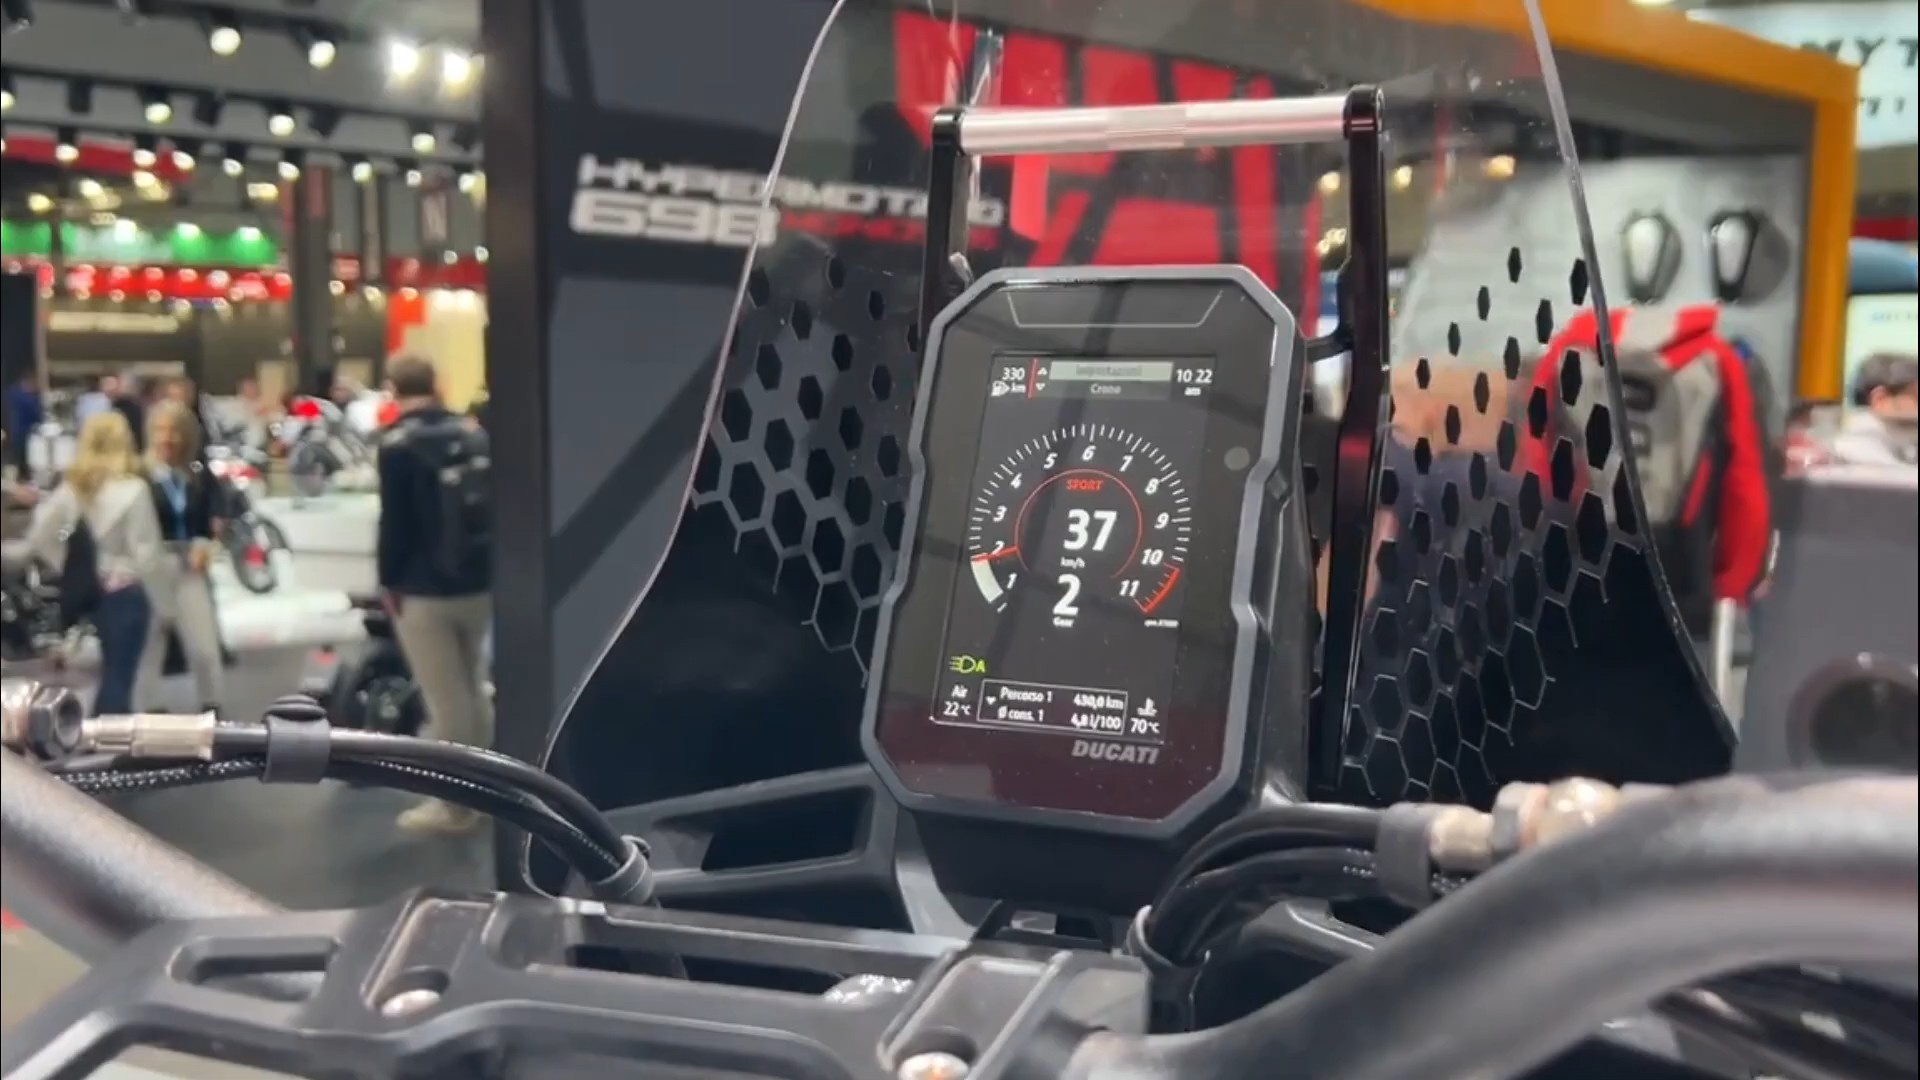 HYPERMOTARD
698 MONO
330
km
Impostazioni
Crono
10 22
am
1
2
3
4
5
6
7
8
9
10
11
SPORT
37
km/h
2
Gear
A
Air
22°C
Percorso 1 430,0 km
Ø cons. 1 4,8 l/100
70°C
DUCATI